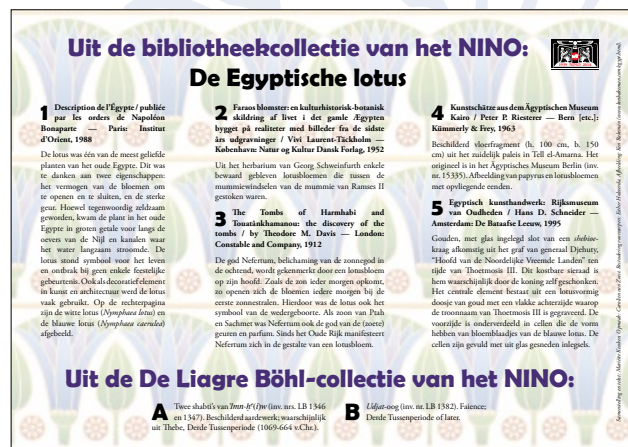 Uit de bibliotheekcollectie van het NINO:
De Egyptische lotus
1 Description de l'Égypte / publiée
par les orders de Napoléon
Bonaparte — Paris: Institut
d'Orient, 1988
De lotus was één van de meest geliefde
planten van het oude Egypte. Dit was
te danken aan twee eigenschappen:
het vermogen van de bloemen om
te openen en te sluiten, en de sterke
geur. Hoewel tegenwoordig zeldzaam
geworden, kwam de plant in het oude
Egypte in groten getale voor langs de
oevers van de Nijl en kanalen waar
het water langzaam stroomde. De
lotus stond symbool voor het leven
en ontbrak bij geen enkele feestelijke
gebeurtenis. Ook als decoratief element
in kunst en architectuur werd de lotus
vaak gebruikt. Op de rechterpagina
zijn de witte lotus (Nymphaea lotus) en
de blauwe lotus (Nymphaea caerulea)
afgebeeld.
2 Faraos blomster: en kulturhistorisk-botanisk
skildring af livet i det gamle Ægypten
bygget på realiteter med billeder fra de sidste
års udgravninger / Vivi Laurent-Täckholm —
København: Natur og Kultur Dansk Forlag, 1952
Uit het herbarium van Georg Schweinfurth enkele
bewaard gebleven lotusbloemen die tussen de
mummiewindselen van de mummie van Ramses II
gestoken waren.
3 The Tombs of Harmhabi and
Touatânkhamanou: the discovery of the
tombs / by Theodore M. Davis — London:
Constable and Company, 1912
De god Nefertum, belichaming van de zonnegod in
de ochtend, wordt gekenmerkt door een lotusbloem
op zijn hoofd. Zoals de zon ieder morgen opkomt,
zo openen zich de bloemen iedere morgen bij de
eerste zonnestralen. Hierdoor was de lotus ook het
symbool van de wedergeboorte. Als zoon van Ptah
en Sachmet was Nefertum ook de god van de (zoete)
geuren en parfum. Sinds het Oude Rijk manifesteert
Nefertum zich in de gestalte van een lotusbloem.
4 Kunstschätze aus dem Ägyptischen Museum
Kairo / Peter P. Riesterer — Bern [etc.]:
Kümmerly & Frey, 1963
Beschilderd vloerfragment (h. 100 cm, b. 150
cm) uit het zuidelijk paleis in Tell el-Amarna. Het
origineel is in het Ägyptisches Museum Berlin (inv.
nr. 15335). Afbeelding van papyrus en lotusbloemen
met opvliegende eenden.
5 Egyptisch kunsthandwerk: Rijksmuseum
van Oudheden / Hans D. Schneider —
Amsterdam: De Bataafse Leeuw, 1995
Gouden, met glas ingelegd slot van een shebioe-
kraag afkomstig uit het graf van generaal Djehuty,
"Hoofd van de Noordelijke Vreemde Landen" ten
tijde van Thoetmosis III. Dit kostbare sieraad is
hem waarschijnlijk door de koning zelf geschonken.
Het centrale element bestaat uit een lotusvormig
doosje van goud met een vlakke achterzijde waarop
de troonnaam van Thoetmosis III is gegraveerd. De
voorzijde is onderverdeeld in cellen die de vorm
hebben van bloemblaadjes van de blauwe lotus. De
cellen zijn gevuld met uit glas gesneden inlegsels.
Uit de De Liagre Böhl-collectie van het NINO:
A Twee shabti's van
(inv. nrs. LB 1346
en 1347). Beschilderd aardewerk; waarschijnlijk
uit Thebe, Derde Tussenperiode (1069-664 v.Chr.).
B Udjat-oog (inv. nr. LB 1382). Faience;
Derde Tussenperiode of later.